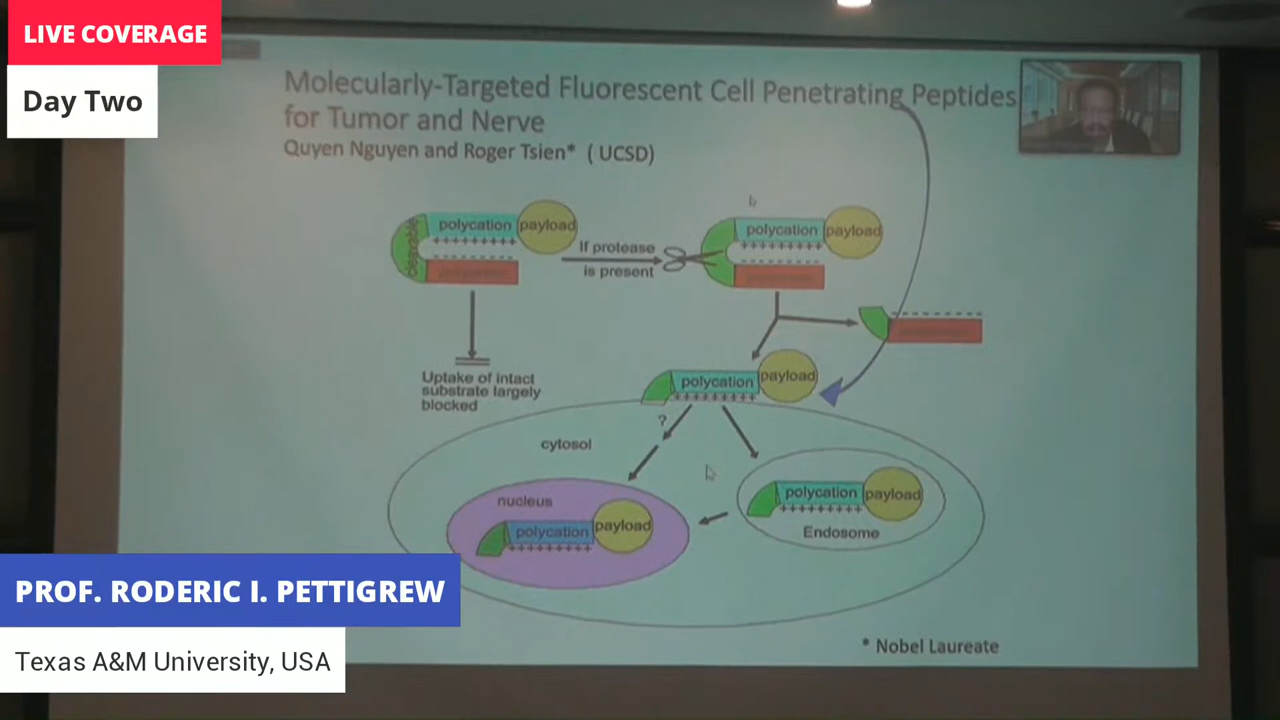 LIVE COVERAGE
Day Two
Molecularly-Targeted Fluorescent Cell Penetrating Peptides
for Tumor and Nerve
Quyen Nguyen and Roger Tsien* ( UCSD)
cleavable
polycation
payload
+++++++++
If protease
is present
polycation
payload
+++++++++
Uptake of intact
substrate largely
blocked
polycation
payload
+++++++++
?
cytosol
nucleus
polycation
payload
+++++++++
polycation
payload
+++++++++
Endosome
PROF. RODERIC I. PETTIGREW
Texas A&M University, USA
* Nobel Laureate